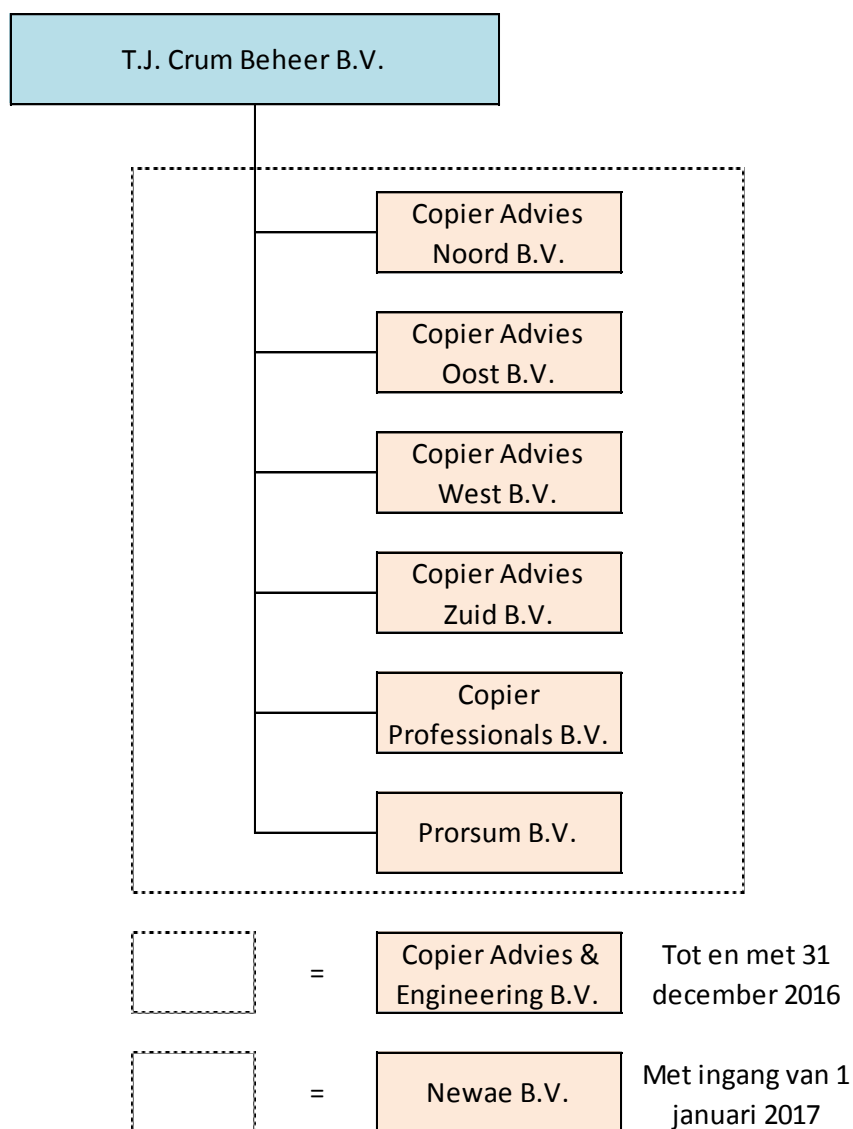 T.J. Crum Beheer B.V.
Copier Advies
Noord B.V.
Copier Advies
Oost B.V.
Copier Advies
West B.V.
Copier Advies
Zuid B.V.
Copier
Professionals B.V.
Prorsum B.V.
=
Copier Advies &
Engineering B.V.
Tot en met 31
december 2016
=
Newae B.V.
Met ingang van 1
januari 2017